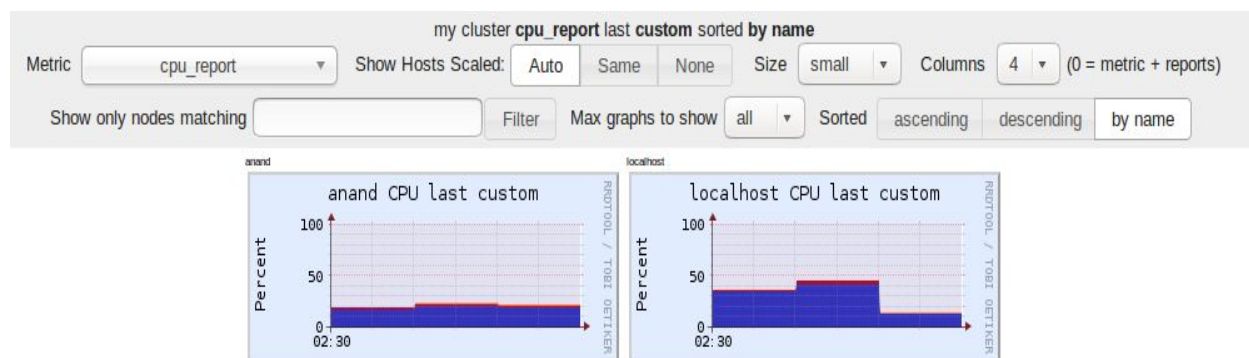 my cluster cpu_report last custom sorted by name
Metric cpu_report Show Hosts Scaled: Auto Same None Size small Columns 4 (0 = metric + reports)
Show only nodes matching Filter Max graphs to show all Sorted ascending descending by name
anand
anand CPU last custom
Percent
100
50
0
02:30
RRDTOOL / TOBI OETIKER
localhost
localhost CPU last custom
Percent
100
50
0
02:30
RRDTOOL / TOBI OETIKER